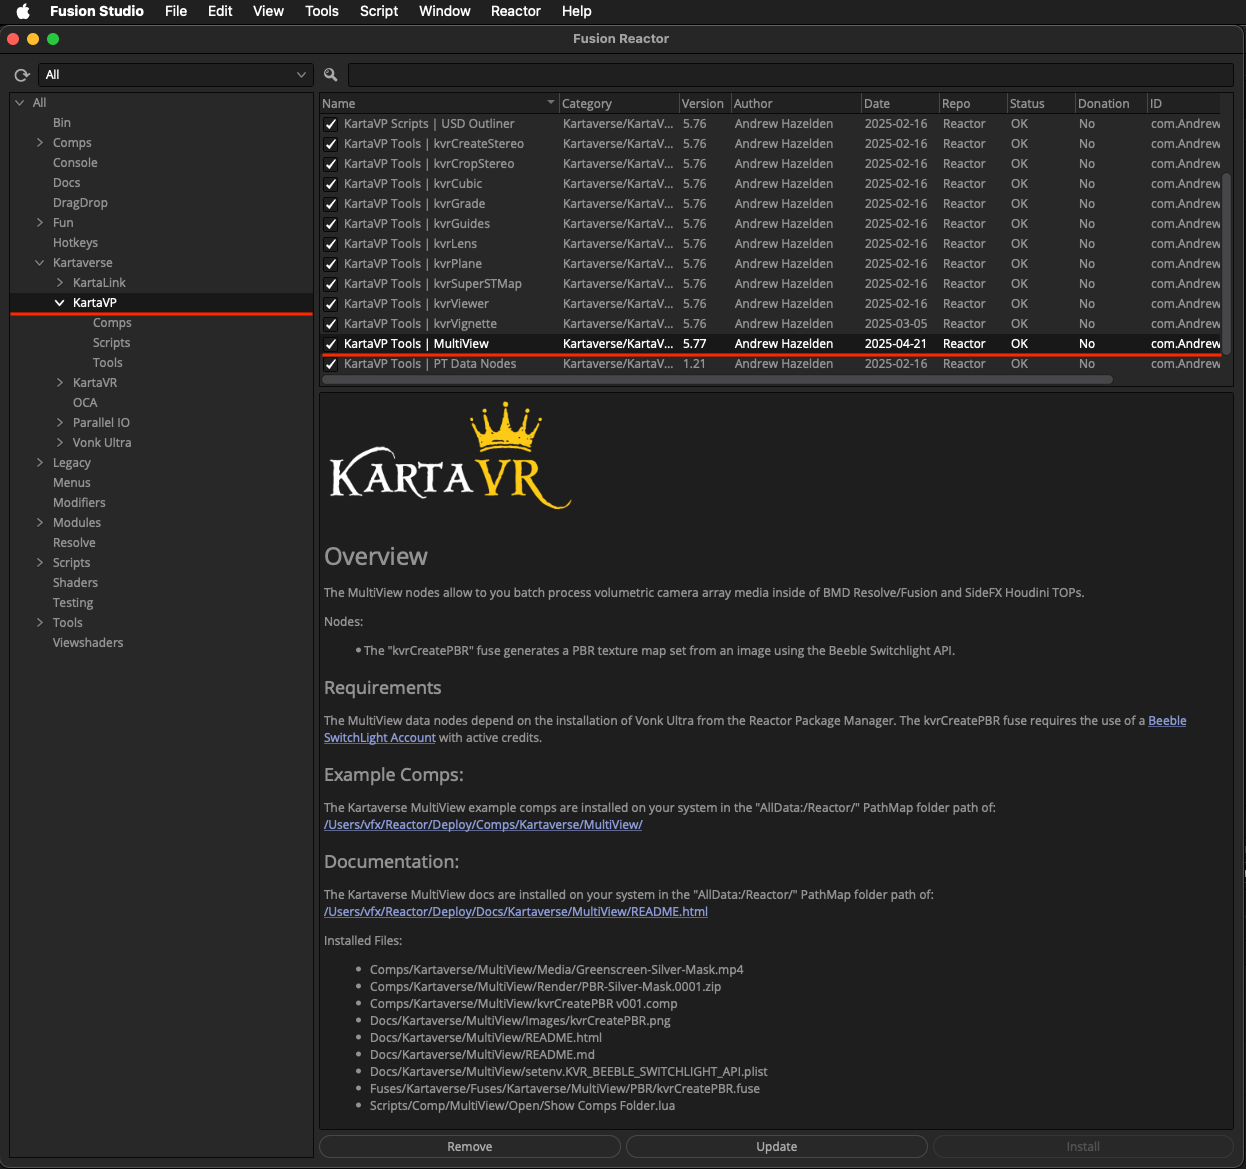 Fusion Studio File Edit View Tools Script Window Reactor Help
Fusion Reactor
All
All
Bin
Comps
Console
Docs
DragDrop
Fun
Hotkeys
Kartaverse
KartaLink
KartaVP
Comps
Scripts
Tools
KartaVR
OCA
Parallel IO
Vonk Ultra
Legacy
Menus
Modifiers
Modules
Resolve
Scripts
Shaders
Testing
Tools
Viewshaders
Name Category Version Author Date Repo Status Donation ID
KartaVP Scripts | USD Outliner Kartaverse/KartaV... 5.76 Andrew Hazelden 2025-02-16 Reactor OK No com.Andrew
KartaVP Tools | kvrCreateStereo Kartaverse/KartaV... 5.76 Andrew Hazelden 2025-02-16 Reactor OK No com.Andrew
KartaVP Tools | kvrCropStereo Kartaverse/KartaV... 5.76 Andrew Hazelden 2025-02-16 Reactor OK No com.Andrew
KartaVP Tools | kvrCubic Kartaverse/KartaV... 5.76 Andrew Hazelden 2025-02-16 Reactor OK No com.Andrew
KartaVP Tools | kvrGrade Kartaverse/KartaV... 5.76 Andrew Hazelden 2025-02-16 Reactor OK No com.Andrew
KartaVP Tools | kvrGuides Kartaverse/KartaV... 5.76 Andrew Hazelden 2025-02-16 Reactor OK No com.Andrew
KartaVP Tools | kvrLens Kartaverse/KartaV... 5.76 Andrew Hazelden 2025-02-16 Reactor OK No com.Andrew
KartaVP Tools | kvrPlane Kartaverse/KartaV... 5.76 Andrew Hazelden 2025-02-16 Reactor OK No com.Andrew
KartaVP Tools | kvrSuperSTMap Kartaverse/KartaV... 5.76 Andrew Hazelden 2025-02-16 Reactor OK No com.Andrew
KartaVP Tools | kvrViewer Kartaverse/KartaV... 5.76 Andrew Hazelden 2025-02-16 Reactor OK No com.Andrew
KartaVP Tools | kvrVignette Kartaverse/KartaV... 5.76 Andrew Hazelden 2025-03-05 Reactor OK No com.Andrew
KartaVP Tools | MultiView Kartaverse/KartaV... 5.77 Andrew Hazelden 2025-04-21 Reactor OK No com.Andrew
KartaVP Tools | PT Data Nodes Kartaverse/KartaV... 1.21 Andrew Hazelden 2025-02-16 Reactor OK No com.Andrew
KARTAVR
Overview
The MultiView nodes allow to you batch process volumetric camera array media inside of BMD Resolve/Fusion and SideFX Houdini TOPs.
Nodes:
• The "kvrCreatePBR" fuse generates a PBR texture map set from an image using the Beeble Switchlight API.
Requirements
The MultiView data nodes depend on the installation of Vonk Ultra from the Reactor Package Manager. The kvrCreatePBR fuse requires the use of a Beeble
SwitchLight Account with active credits.
Example Comps:
The Kartaverse MultiView example comps are installed on your system in the "AllData:/Reactor/" PathMap folder path of:
/Users/vfx/Reactor/Deploy/Comps/Kartaverse/MultiView/
Documentation:
The Kartaverse MultiView docs are installed on your system in the "AllData:/Reactor/" PathMap folder path of:
/Users/vfx/Reactor/Deploy/Docs/Kartaverse/MultiView/README.html
Installed Files:
• Comps/Kartaverse/MultiView/Media/Greenscreen-Silver-Mask.mp4
• Comps/Kartaverse/MultiView/Render/PBR-Silver-Mask.0001.zip
• Comps/Kartaverse/MultiView/kvrCreatePBR v001.comp
• Docs/Kartaverse/MultiView/Images/kvrCreatePBR.png
• Docs/Kartaverse/MultiView/README.html
• Docs/Kartaverse/MultiView/README.md
• Docs/Kartaverse/MultiView/setenv.KVR_BEEBLE_SWITCHLIGHT_API.plist
• Fuses/Kartaverse/Fuses/Kartaverse/MultiView/PBR/kvrCreatePBR.fuse
• Scripts/Comp/MultiView/Open/Show Comps Folder.lua
Remove Update Install